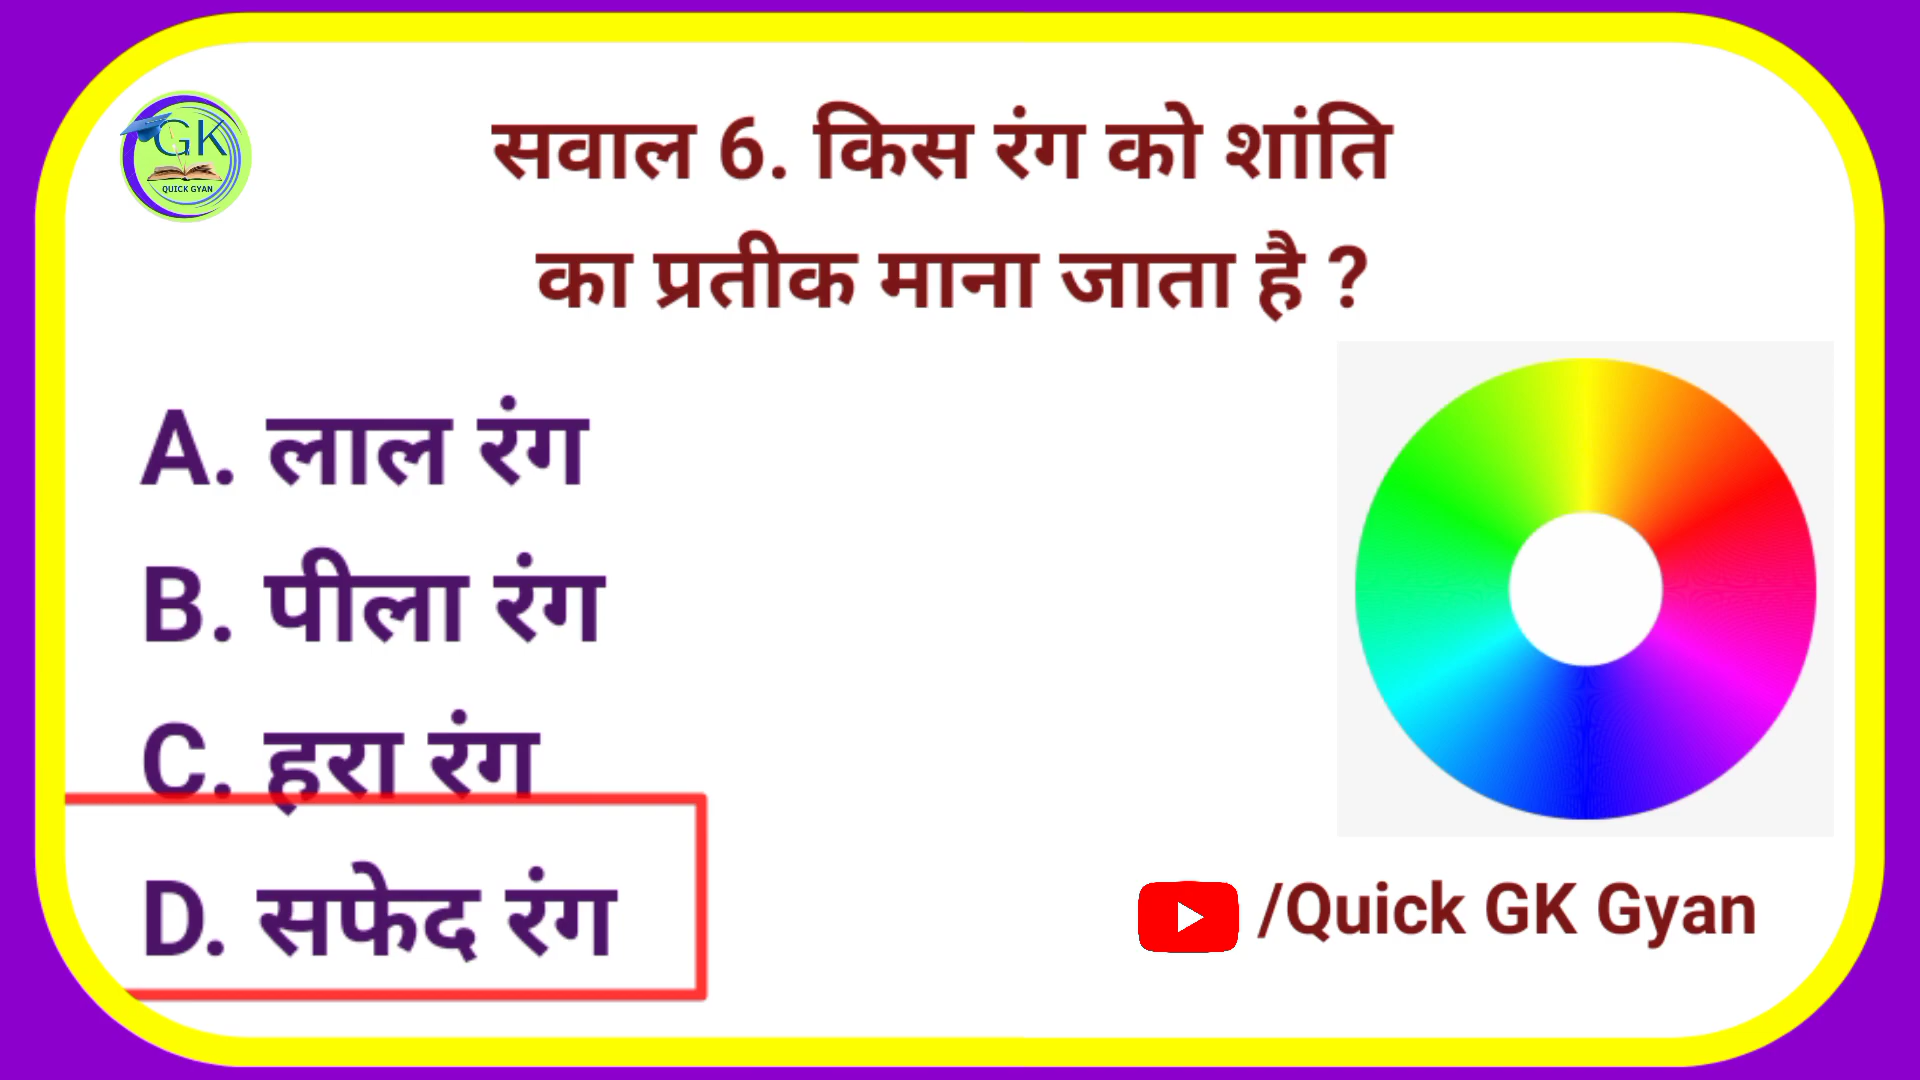 GK
QUICK GYAN
सवाल 6. किस रंग को शांति
का प्रतीक माना जाता है ?
A. लाल रंग
B. पीला रंग
C. हरा रंग
D. सफेद रंग
/Quick GK Gyan